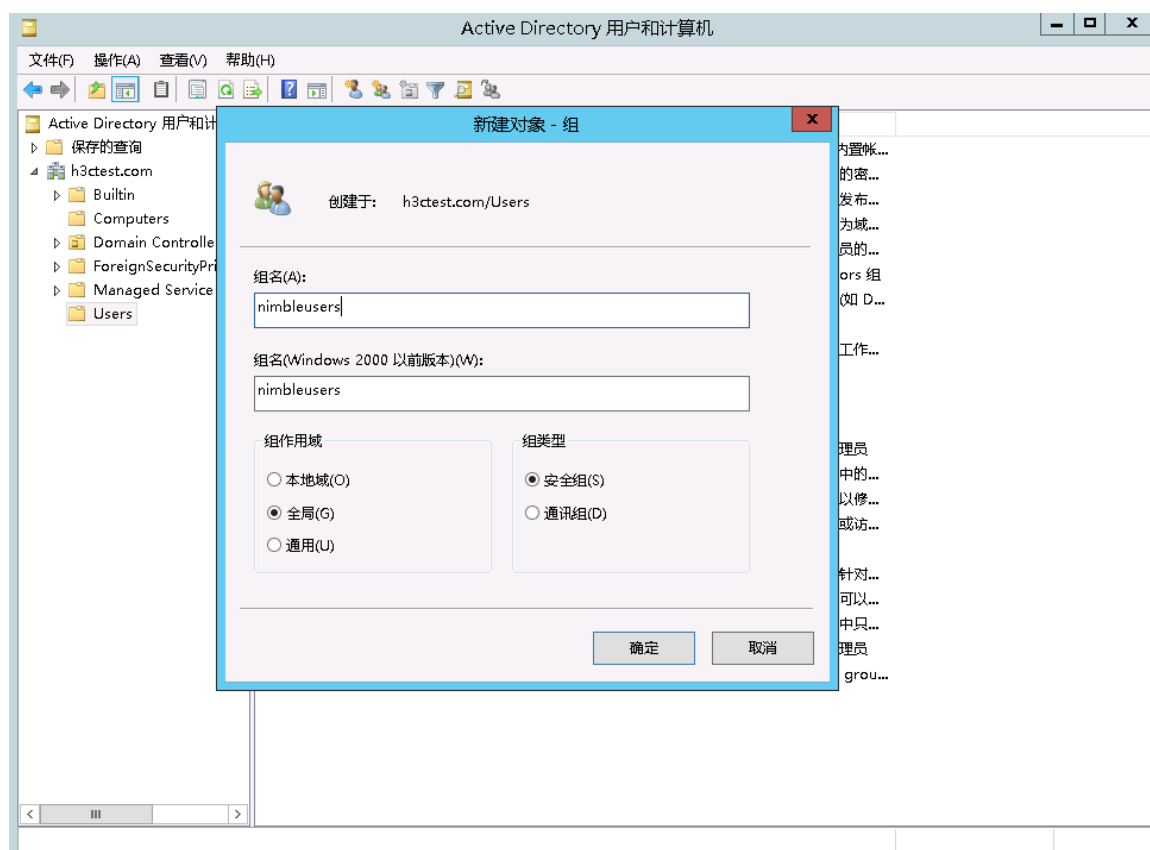 Active Directory 用户和计算机
文件(F) 操作(A) 查看(V) 帮助(H)
Active Directory 用户和计
保存的查询
h3ctest.com
Builtin
Computers
Domain Controlle
ForeignSecurityPri
Managed Service
Users
新建对象 - 组
创建于: h3ctest.com/Users
组名(A):
nimbleusers
组名(Windows 2000 以前版本)(W):
nimbleusers
组作用域
本地域(O)
全局(G)
通用(U)
组类型
安全组(S)
通讯组(D)
确定 取消
内置帐...
的密...
发布...
为域...
员的...
ors 组
(如 D...
工作...
理员
中的...
以修...
或访...
针对...
可以...
中只...
理员
grou...